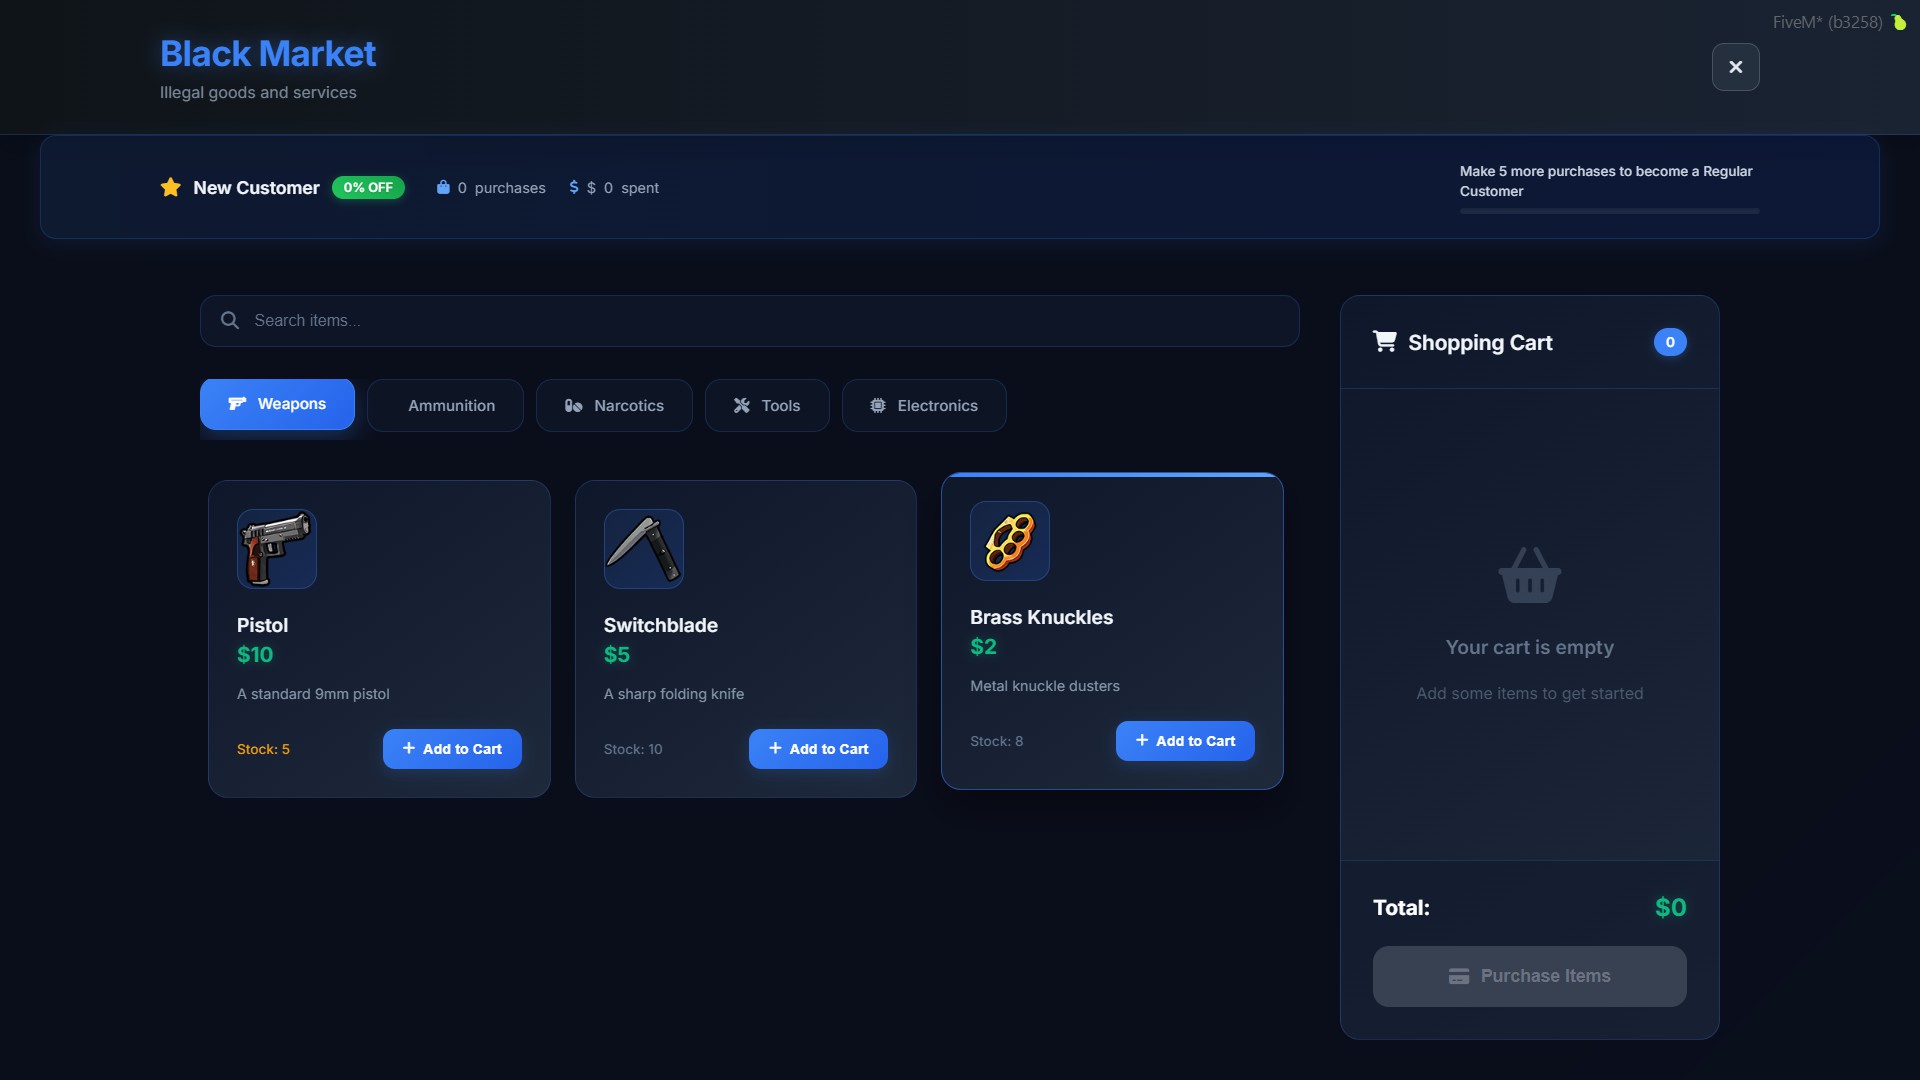 FiveM* (b3258)
Black Market
Illegal goods and services
New Customer
0% OFF
0 purchases
$ 0 spent
Make 5 more purchases to become a Regular
Customer
Search items...
Weapons
Ammunition
Narcotics
Tools
Electronics
Pistol
$10
A standard 9mm pistol
Stock: 5
Add to Cart
Switchblade
$5
A sharp folding knife
Stock: 10
Add to Cart
Brass Knuckles
$2
Metal knuckle dusters
Stock: 8
Add to Cart
Shopping Cart
0
Your cart is empty
Add some items to get started
Total:
$0
Purchase Items